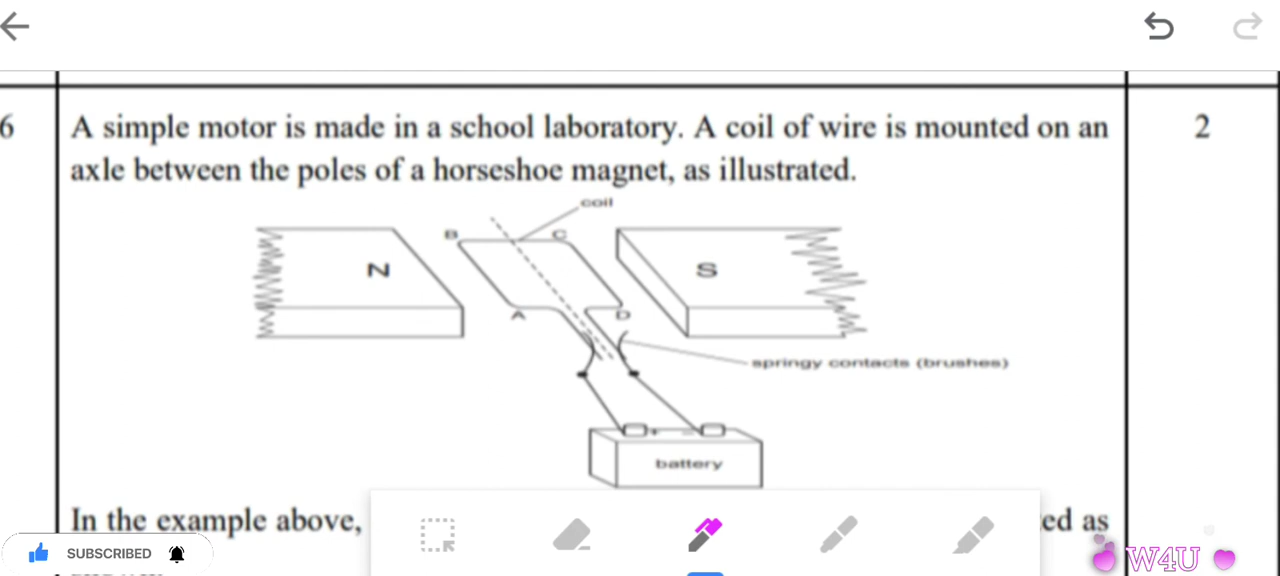 6
A simple motor is made in a school laboratory. A coil of wire is mounted on an
2
axle between the poles of a horseshoe magnet, as illustrated.
coil
B
C
N
S
A
D
springy contacts (brushes)
+ −
battery
In the example above,
ed as
SUBSCRIBED
W4U